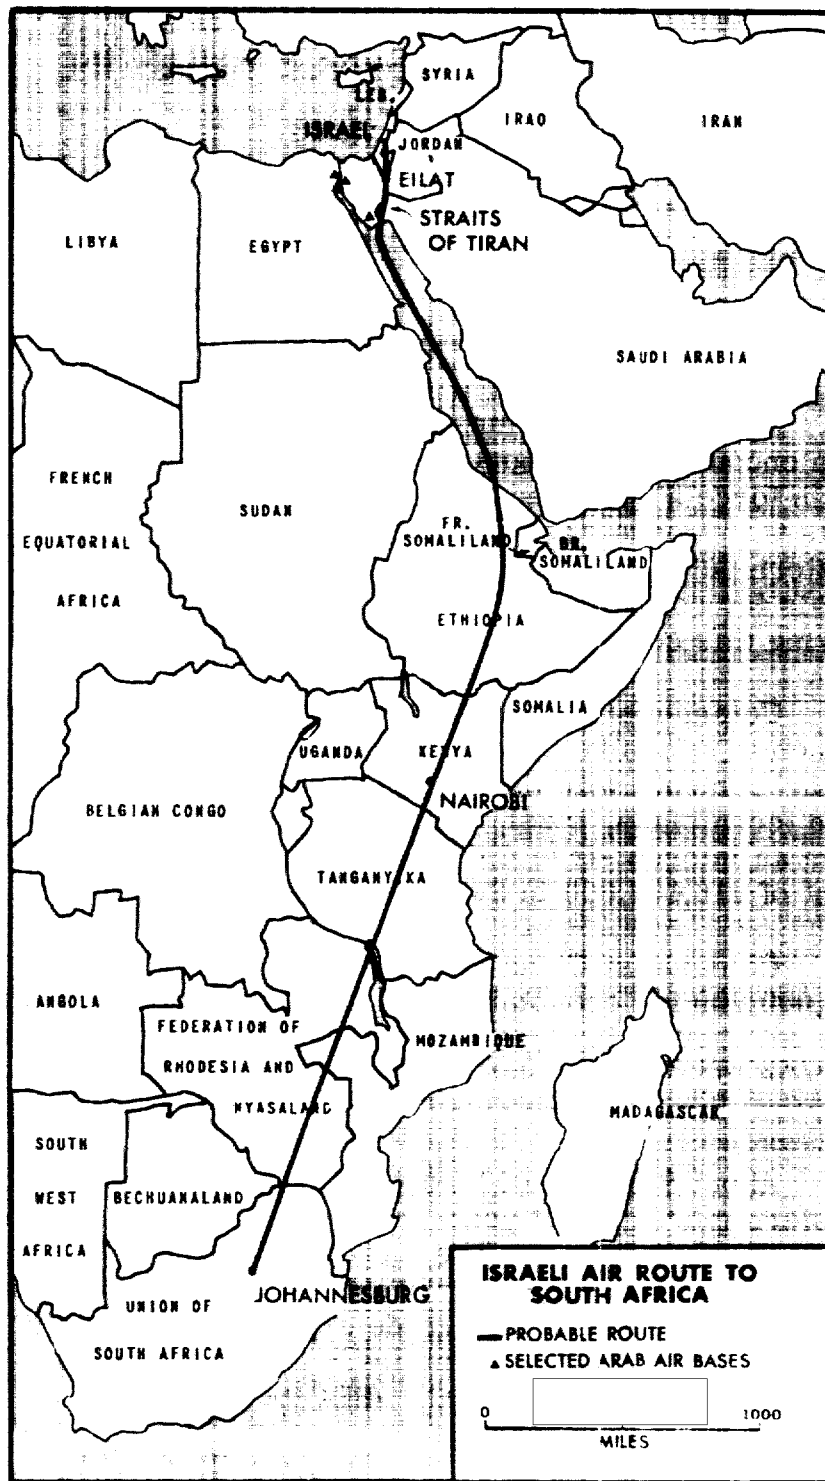 SYRIA
LEB.
IRAQ
IRAN
ISRAEL
JORDAN
EILAT
STRAITS
OF TIRAN
LIBYA
EGYPT
SAUDI ARABIA
FRENCH
EQUATORIAL
AFRICA
SUDAN
FR.
SOMALILAND
BR.
SOMALILAND
ETHIOPIA
SOMALIA
UGANDA
KENYA
NAIROBI
BELGIAN CONGO
TANGANYIKA
ANGOLA
FEDERATION OF
RHODESIA AND
NYASALAND
MOZAMBIQUE
MADAGASCAR
SOUTH
WEST
AFRICA
BECHUANALAND
JOHANNESBURG
UNION OF
SOUTH AFRICA
ISRAELI AIR ROUTE TO
SOUTH AFRICA
PROBABLE ROUTE
SELECTED ARAB AIR BASES
0 1000
MILES